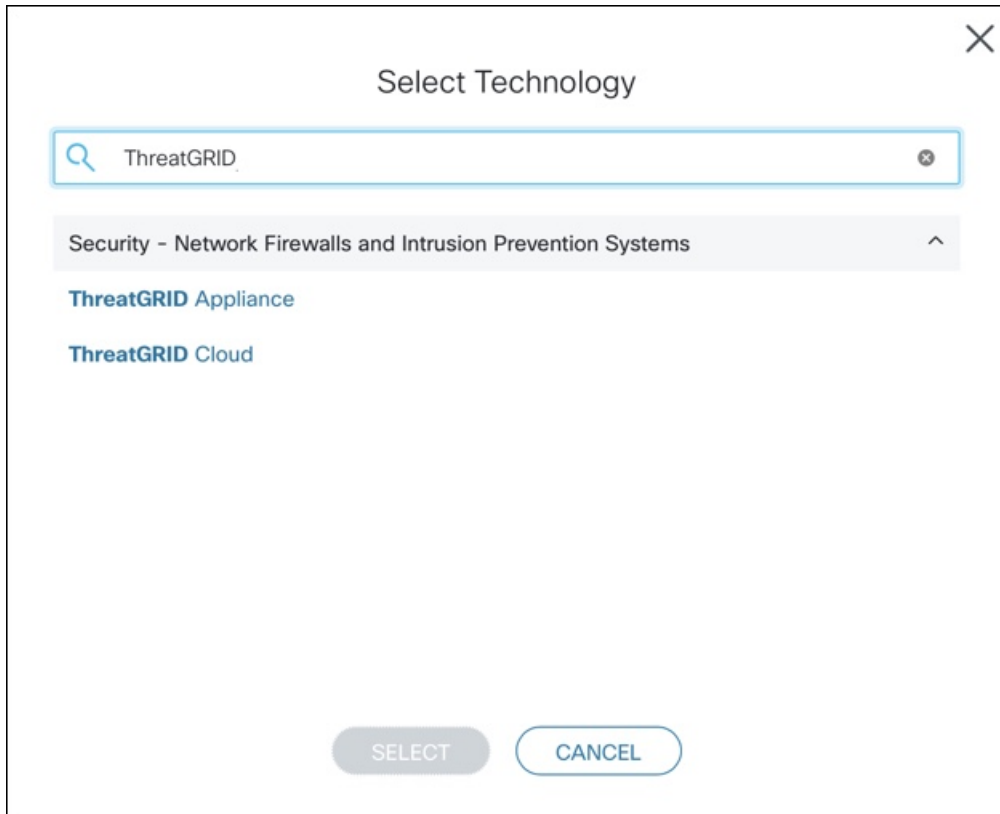 Select Technology
ThreatGRID
Security - Network Firewalls and Intrusion Prevention Systems
ThreatGRID Appliance
ThreatGRID Cloud
SELECT
CANCEL